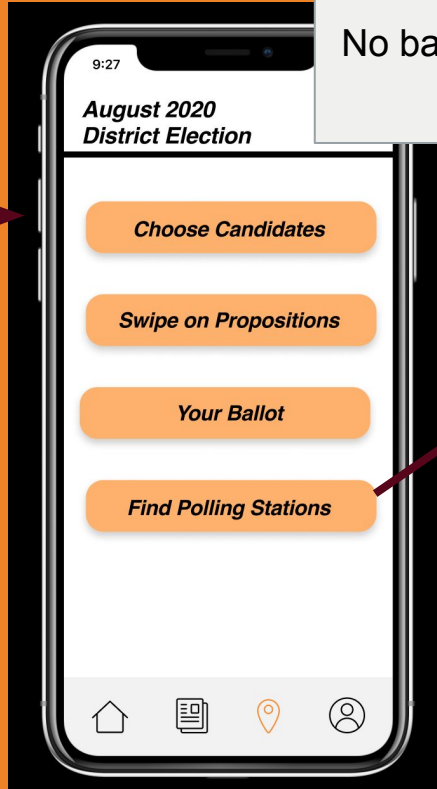 No ba
9:27
August 2020
District Election
Choose Candidates
Swipe on Propositions
Your Ballot
Find Polling Stations